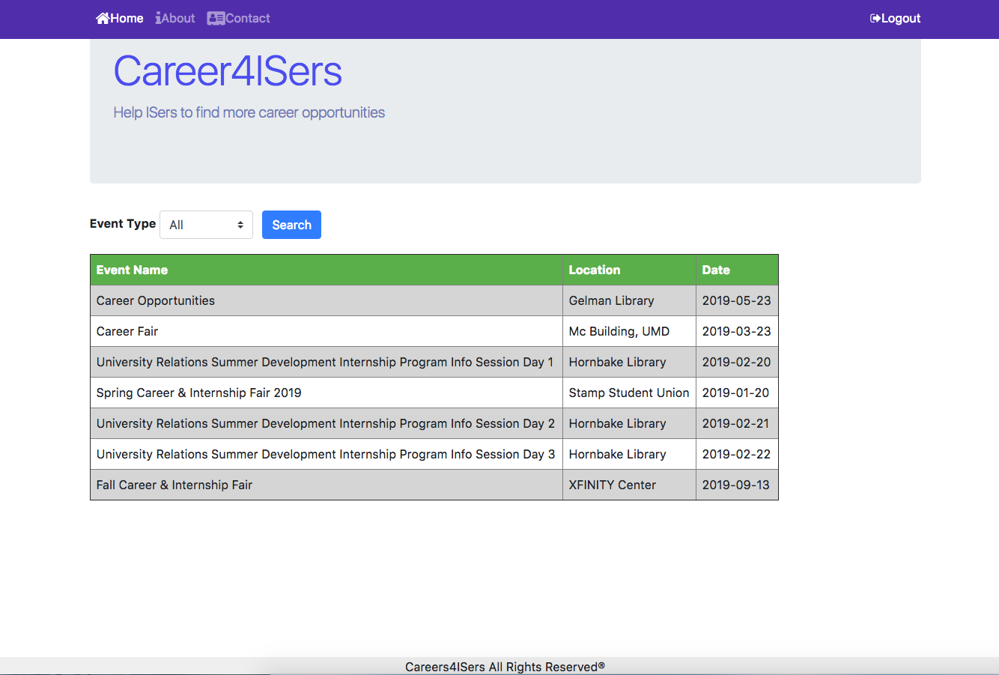 Home About Contact Logout
Career4ISers
Help ISers to find more career opportunities
Event Type All Search
Event Name Location Date
Career Opportunities Gelman Library 2019-05-23
Career Fair Mc Building, UMD 2019-03-23
University Relations Summer Development Internship Program Info Session Day 1 Hornbake Library 2019-02-20
Spring Career & Internship Fair 2019 Stamp Student Union 2019-01-20
University Relations Summer Development Internship Program Info Session Day 2 Hornbake Library 2019-02-21
University Relations Summer Development Internship Program Info Session Day 3 Hornbake Library 2019-02-22
Fall Career & Internship Fair XFINITY Center 2019-09-13
Careers4ISers All Rights Reserved®